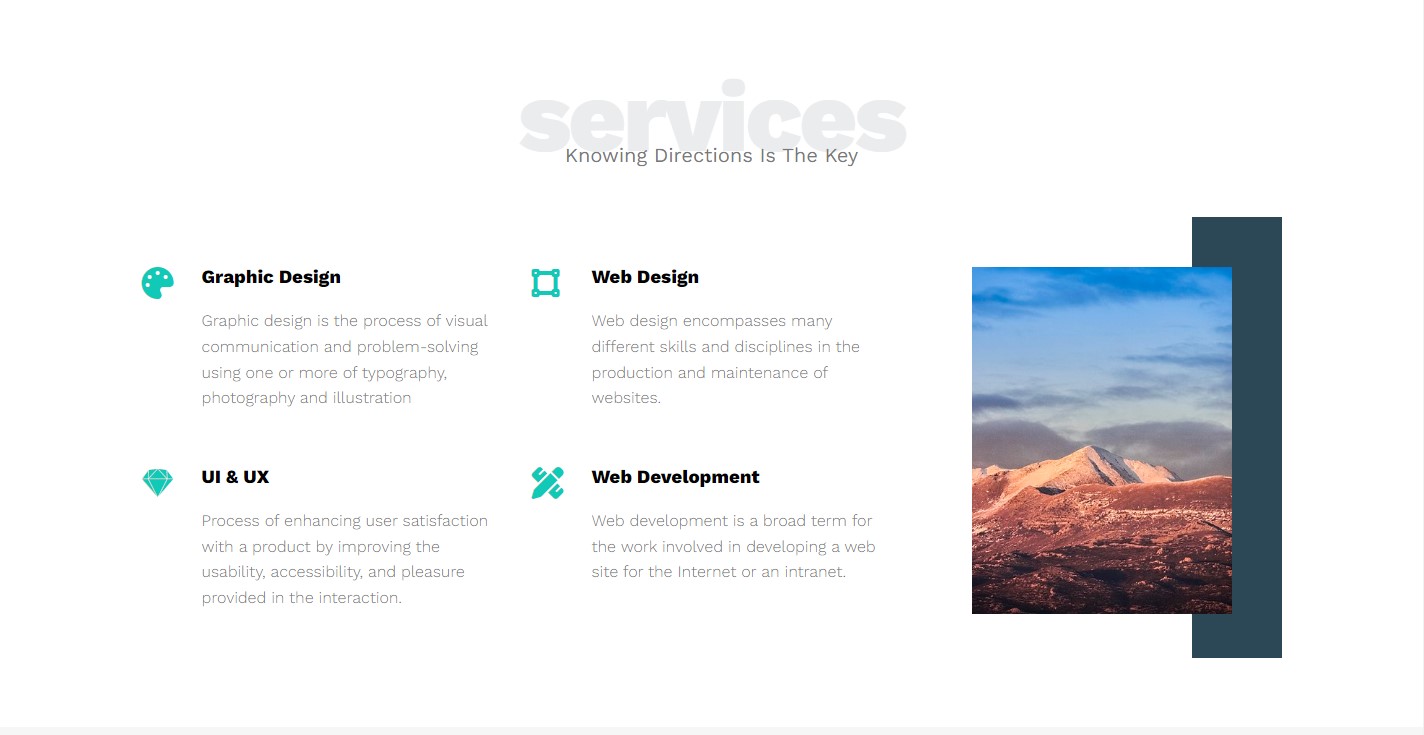 services
Knowing Directions Is The Key
Graphic Design
Graphic design is the process of visual
communication and problem-solving
using one or more of typography,
photography and illustration
Web Design
Web design encompasses many
different skills and disciplines in the
production and maintenance of
websites.
UI & UX
Process of enhancing user satisfaction
with a product by improving the
usability, accessibility, and pleasure
provided in the interaction.
Web Development
Web development is a broad term for
the work involved in developing a web
site for the Internet or an intranet.